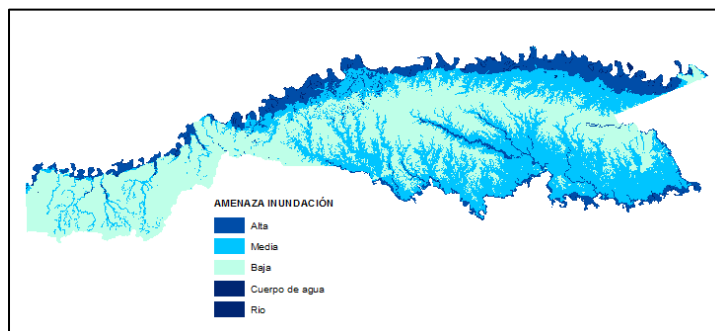 AMENAZA INUNDACIÓN
Alta
Media
Baja
Cuerpo de agua
Rio